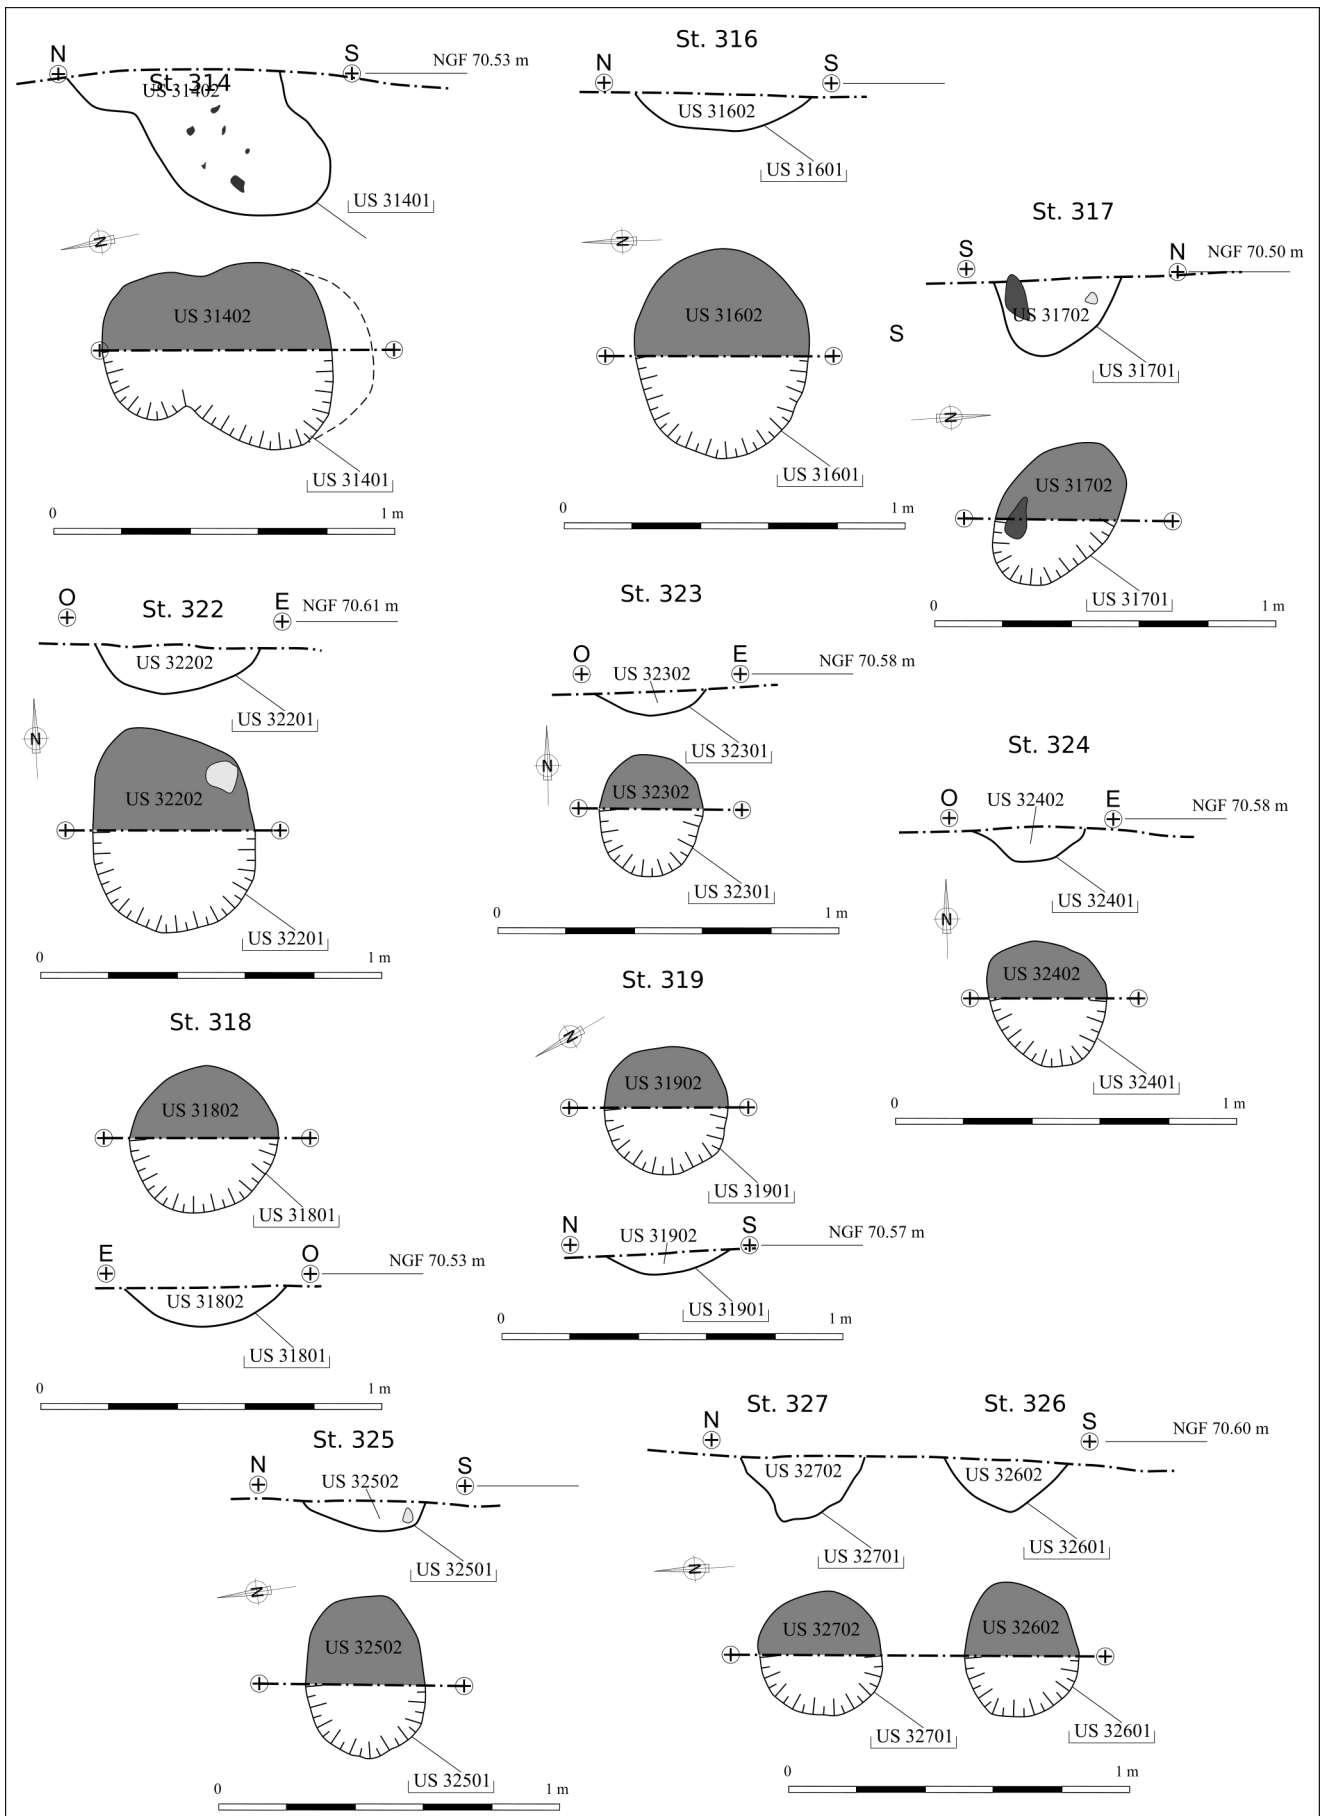 N
S
NGF 70.53 m
St. 314
US 31402
US 31401
N
US 31402
US 31401
0
1 m
St. 316
N
S
US 31602
US 31601
N
US 31602
US 31601
0
1 m
St. 317
S
N
NGF 70.50 m
US 31702
S
US 31701
N
US 31702
US 31701
0
1 m
St. 322
O
E
NGF 70.61 m
US 32202
US 32201
N
US 32202
US 32201
0
1 m
St. 323
O
E
NGF 70.58 m
US 32302
US 32301
N
US 32302
US 32301
0
1 m
St. 324
O
E
NGF 70.58 m
US 32402
US 32401
N
US 32402
US 32401
0
1 m
St. 318
US 31802
US 31801
E
O
NGF 70.53 m
US 31802
US 31801
0
1 m
St. 319
N
US 31902
US 31901
N
S
NGF 70.57 m
US 31902
US 31901
0
1 m
St. 325
N
S
US 32502
US 32501
N
US 32502
US 32501
0
1 m
St. 327
St. 326
N
S
NGF 70.60 m
US 32702
US 32602
US 32701
US 32601
N
US 32702
US 32602
US 32701
US 32601
0
1 m